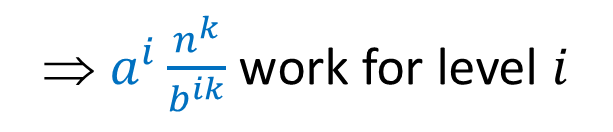 ⟹ a^i n^k / b^{ik} work for level i